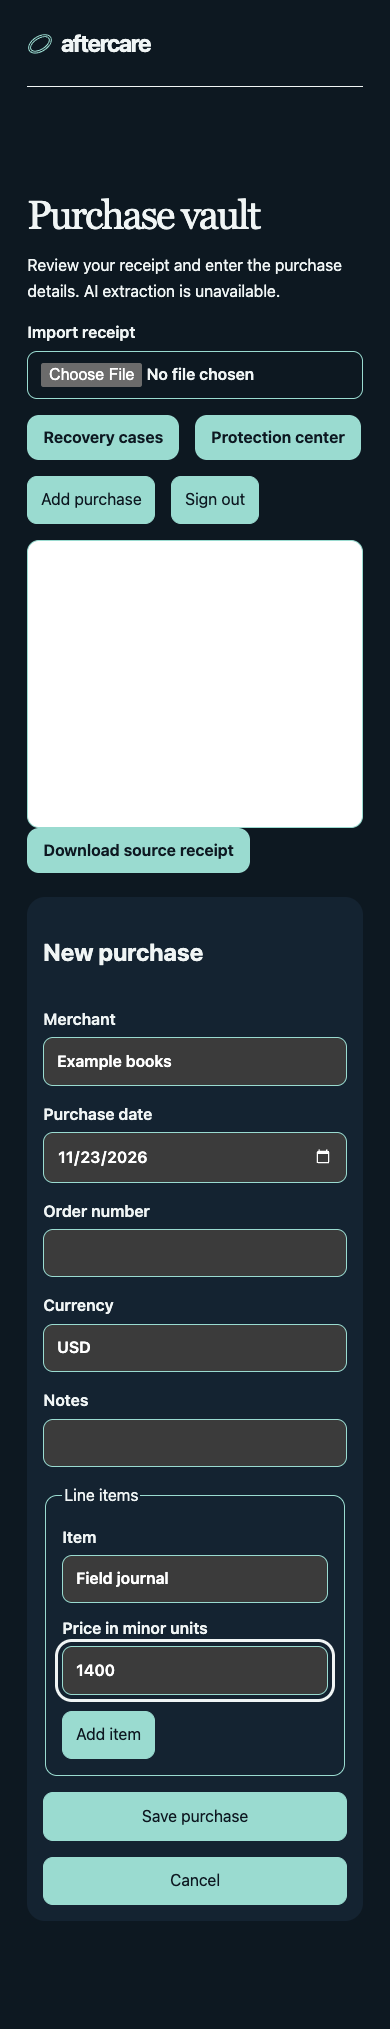 aftercare
Purchase vault
Review your receipt and enter the purchase
details. AI extraction is unavailable.
Import receipt
Choose File No file chosen
Recovery cases
Protection center
Add purchase
Sign out
Download source receipt
New purchase
Merchant
Example books
Purchase date
11/23/2026
Order number
Currency
USD
Notes
Line items
Item
Field journal
Price in minor units
1400
Add item
Save purchase
Cancel